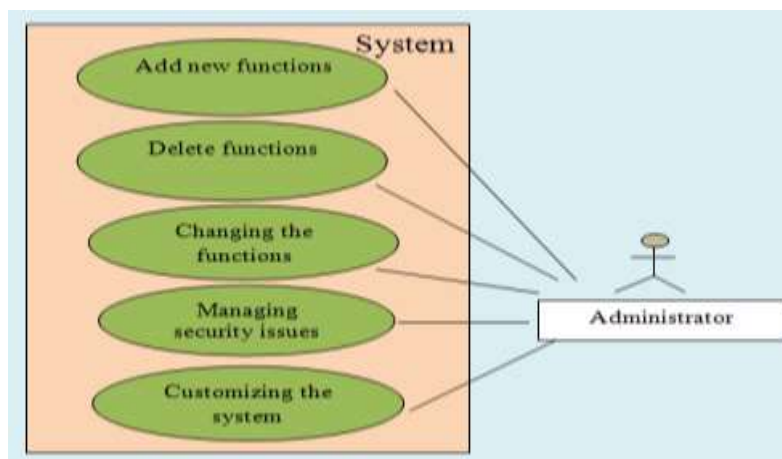 System
Add new functions
Delete functions
Changing the
functions
Managing
security issues
Customizing the
system
Administrator